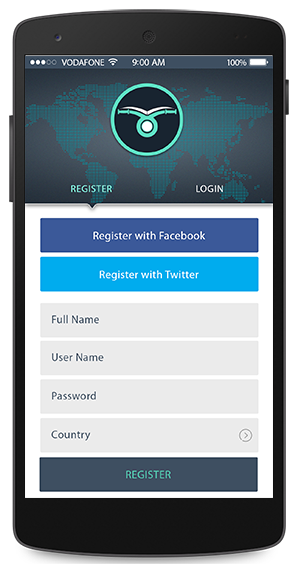 VODAFONE 9:00 AM 100%
REGISTER LOGIN
Register with Facebook
Register with Twitter
Full Name
User Name
Password
Country
REGISTER